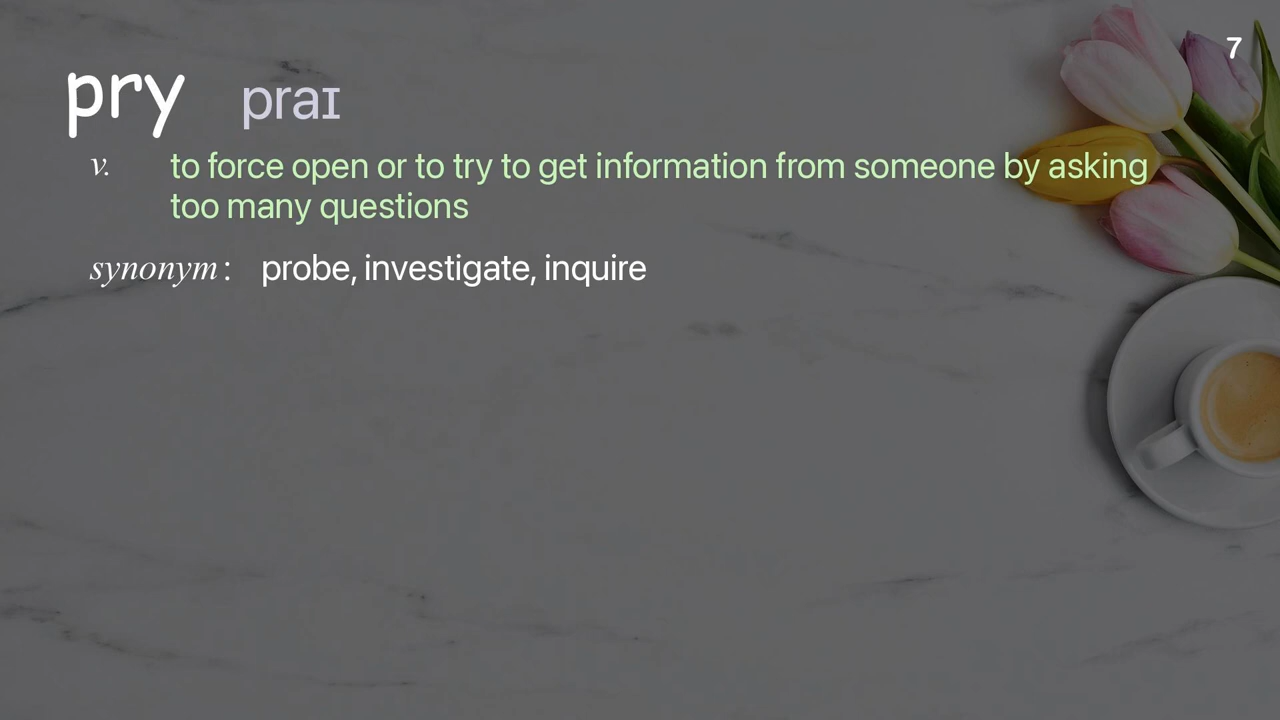 7
pry praɪ
v. to force open or to try to get information from someone by asking
too many questions
synonym: probe, investigate, inquire